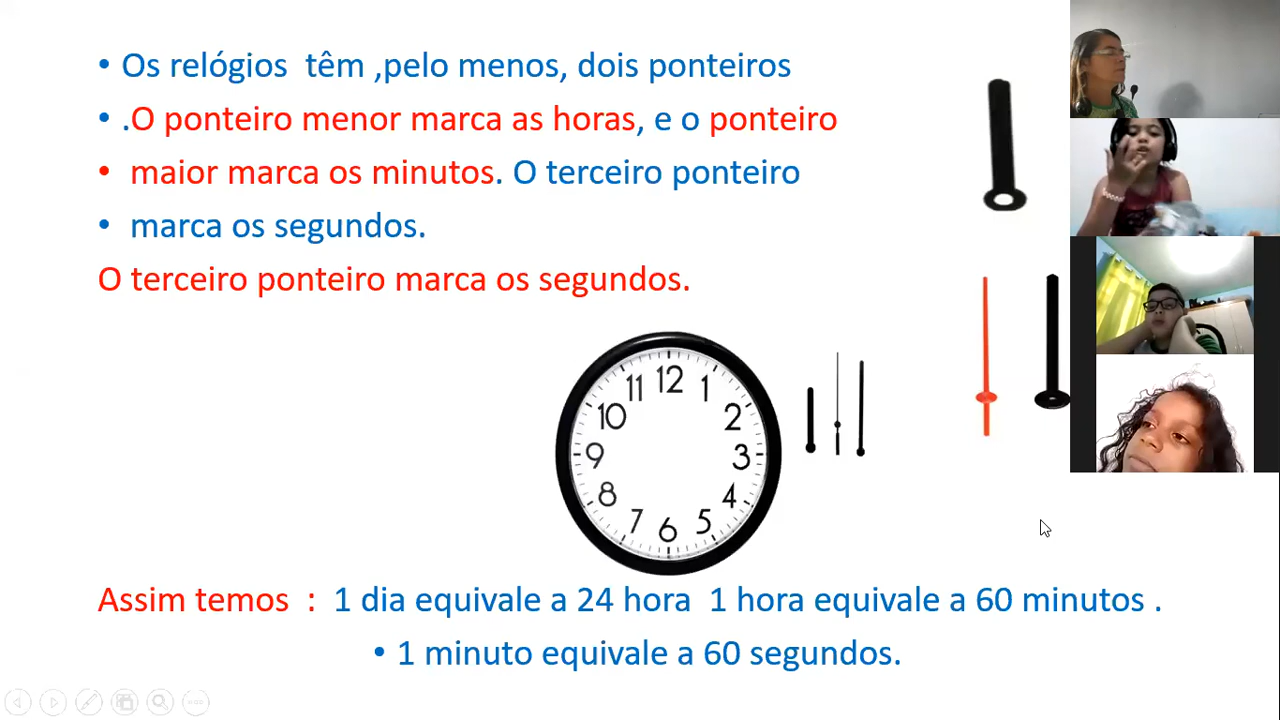 • Os relógios têm ,pelo menos, dois ponteiros
• .O ponteiro menor marca as horas, e o ponteiro
• maior marca os minutos. O terceiro ponteiro
• marca os segundos.
O terceiro ponteiro marca os segundos.
12
11 1
10 2
9 3
8 4
7 5
6
Assim temos : 1 dia equivale a 24 hora 1 hora equivale a 60 minutos .
• 1 minuto equivale a 60 segundos.